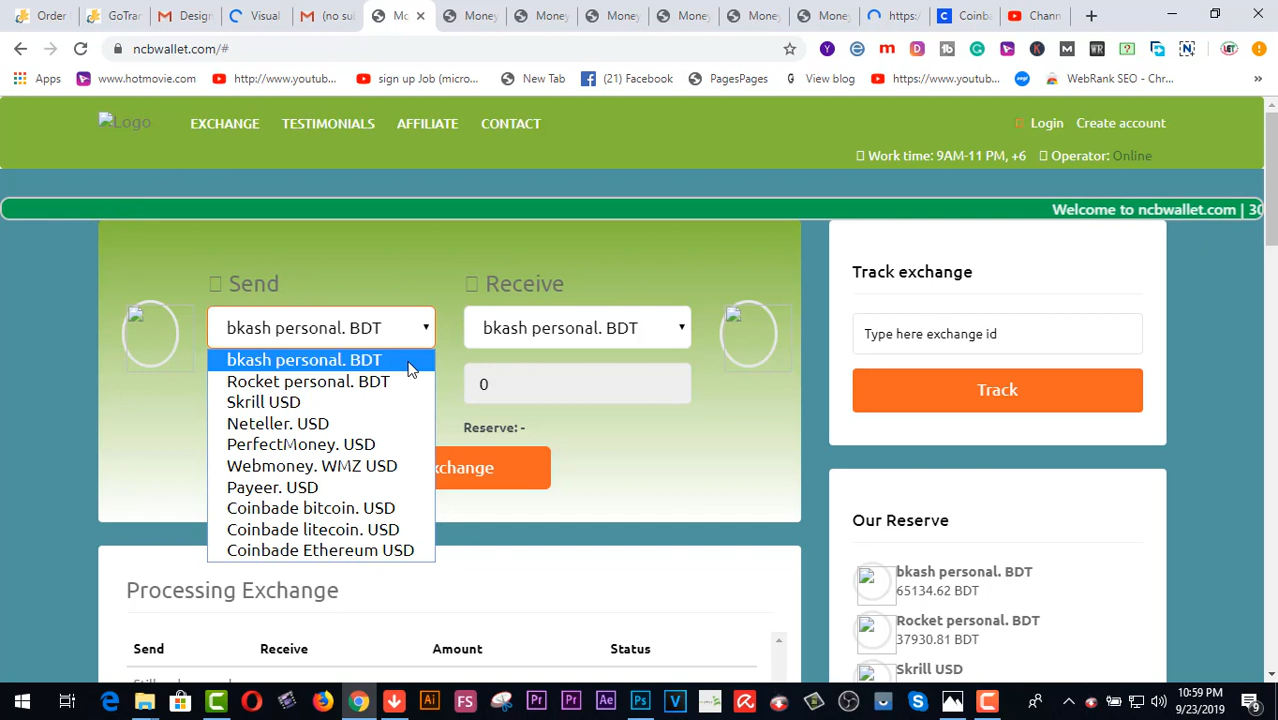 Order
GoTran
Design
Visual
(no su
Mo
Money
Money
Money
Money
Money
https:/
Coinba
Chann
ncbwallet.com/#
Apps
www.hotmovie.com
http://www.youtub...
sign up Job (micro...
New Tab
(21) Facebook
PagesPages
View blog
https://www.youtu...
WebRank SEO - Chr...
Logo
EXCHANGE
TESTIMONIALS
AFFILIATE
CONTACT
Login
Create account
Work time: 9AM-11 PM, +6
Operator: Online
Welcome to ncbwallet.com | 30
Send
Receive
bkash personal. BDT
bkash personal. BDT
bkash personal. BDT
Rocket personal. BDT
Skrill USD
Neteller. USD
PerfectMoney. USD
Webmoney. WMZ USD
Payeer. USD
Coinbade bitcoin. USD
Coinbade litecoin. USD
Coinbade Ethereum USD
0
Reserve: -
xchange
Track exchange
Type here exchange id
Track
Our Reserve
bkash personal. BDT
65134.62 BDT
Rocket personal. BDT
37930.81 BDT
Skrill USD
Processing Exchange
Send Receive Amount Status
10:59 PM
9/23/2019